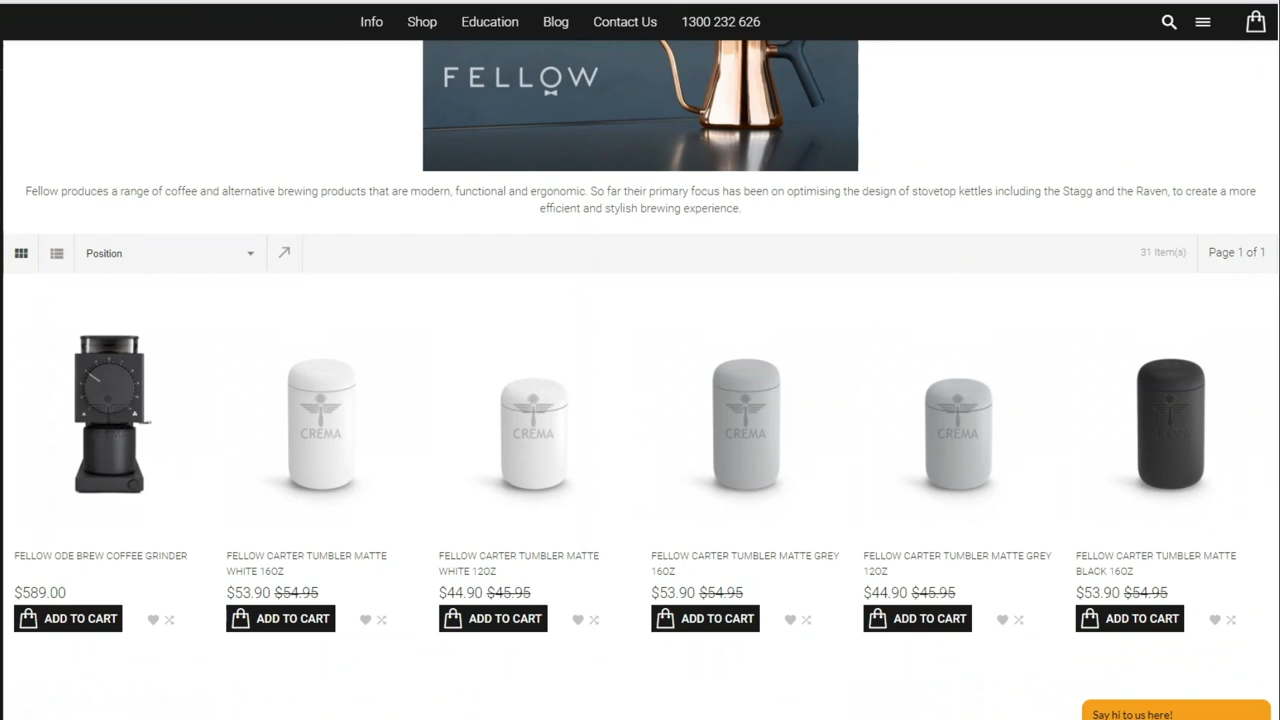 Info Shop Education Blog Contact Us 1300 232 626
FELLOW
Fellow produces a range of coffee and alternative brewing products that are modern, functional and ergonomic. So far their primary focus has been on optimising the design of stovetop kettles including the Stagg and the Raven, to create a more
efficient and stylish brewing experience.
Position 31 Item(s) Page 1 of 1
CREMA CREMA CREMA CREMA
FELLOW ODE BREW COFFEE GRINDER
$589.00
ADD TO CART
FELLOW CARTER TUMBLER MATTE
WHITE 16OZ
$53.90 $54.95
ADD TO CART
FELLOW CARTER TUMBLER MATTE
WHITE 12OZ
$44.90 $45.95
ADD TO CART
FELLOW CARTER TUMBLER MATTE GREY
16OZ
$53.90 $54.95
ADD TO CART
FELLOW CARTER TUMBLER MATTE GREY
12OZ
$44.90 $45.95
ADD TO CART
FELLOW CARTER TUMBLER MATTE
BLACK 16OZ
$53.90 $54.95
ADD TO CART
Say hi to us here!